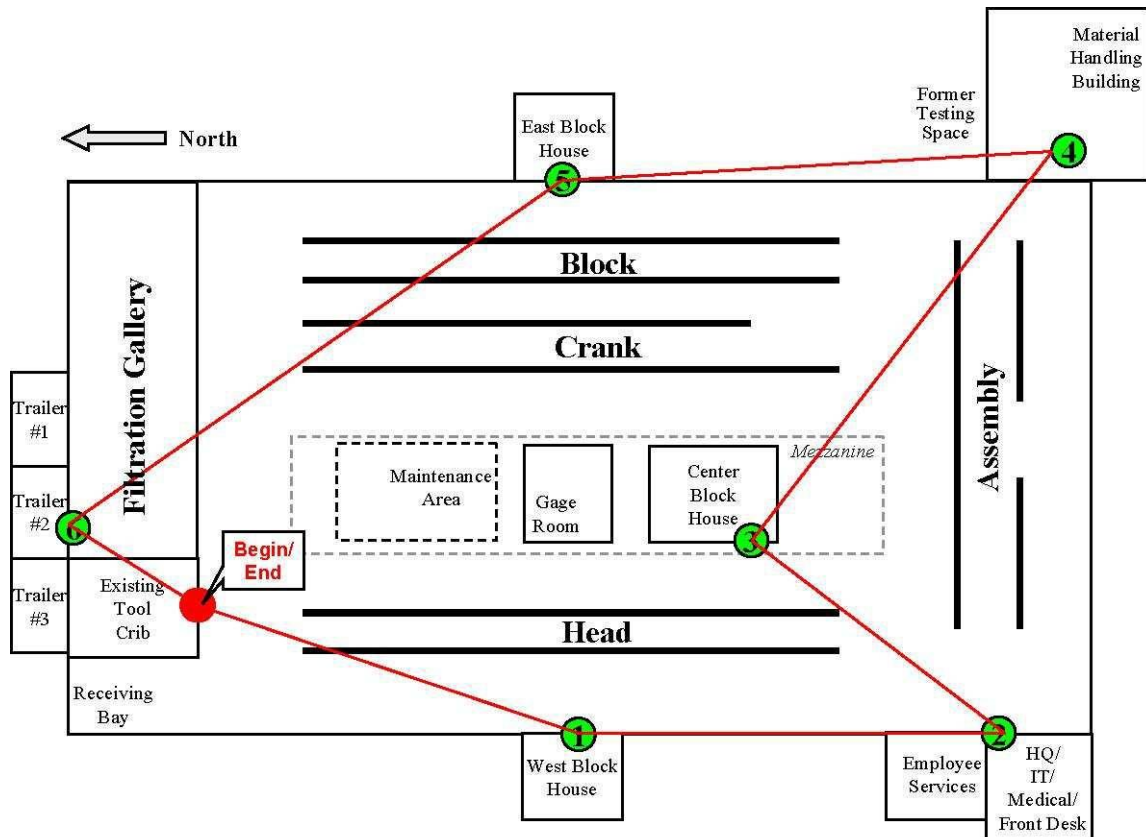 Material
Handling
Building
Former
Testing
Space
4
North
East Block
House
5
Block
Crank
Filtration Gallery
Assembly
Trailer
#1
Trailer
#2
Trailer
#3
6
Mezzanine
Maintenance
Area
Gage
Room
Center
Block
House
3
Begin/
End
Existing
Tool
Crib
Head
Receiving
Bay
1
West Block
House
2
Employee
Services
HQ/
IT/
Medical/
Front Desk